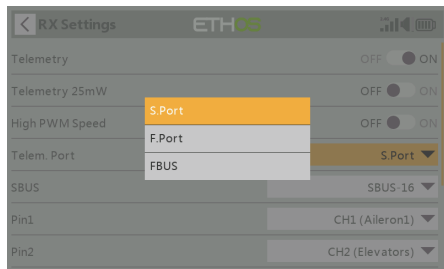 RX Settings ETHOS
Telemetry OFF ON
Telemetry 25mW OFF ON
High PWM Speed OFF ON
S.Port
F.Port
FBUS
Telem. Port S.Port
SBUS SBUS-16
Pin1 CH1 (Aileron1)
Pin2 CH2 (Elevators)